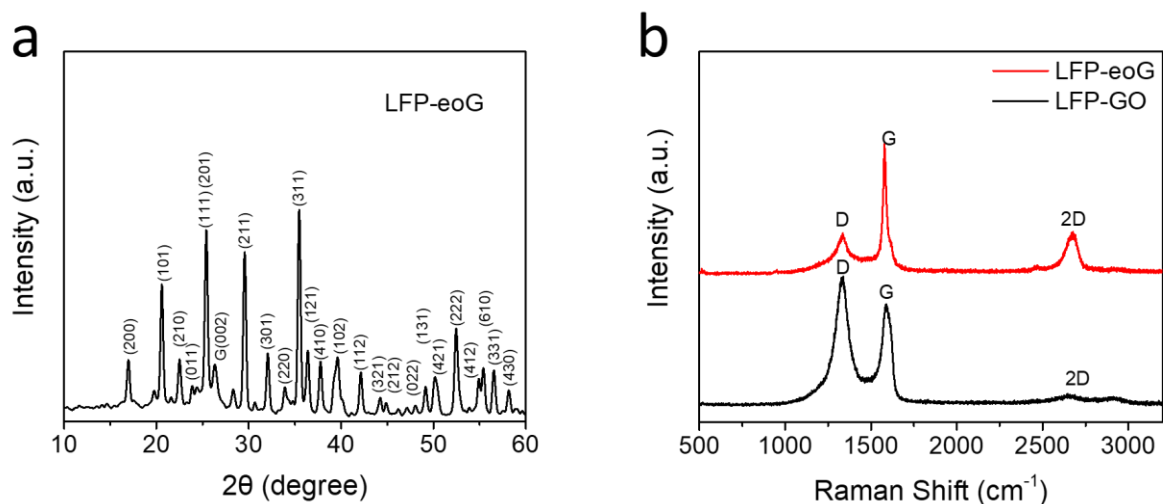 a
LFP-eoG
(200)
(101)
(210)
(011)
(111) (201)
G(002)
(211)
(301)
(220)
(311)
(121)
(410)
(102)
(112)
(321)
(212)
(022)
(131)
(421)
(222)
(412)
(610)
(331)
(430)
Intensity (a.u.)
10 20 30 40 50 60
2θ (degree)
b
LFP-eoG
LFP-GO
G
D
2D
D
G
2D
Intensity (a.u.)
500 1000 1500 2000 2500 3000
Raman Shift (cm⁻¹)